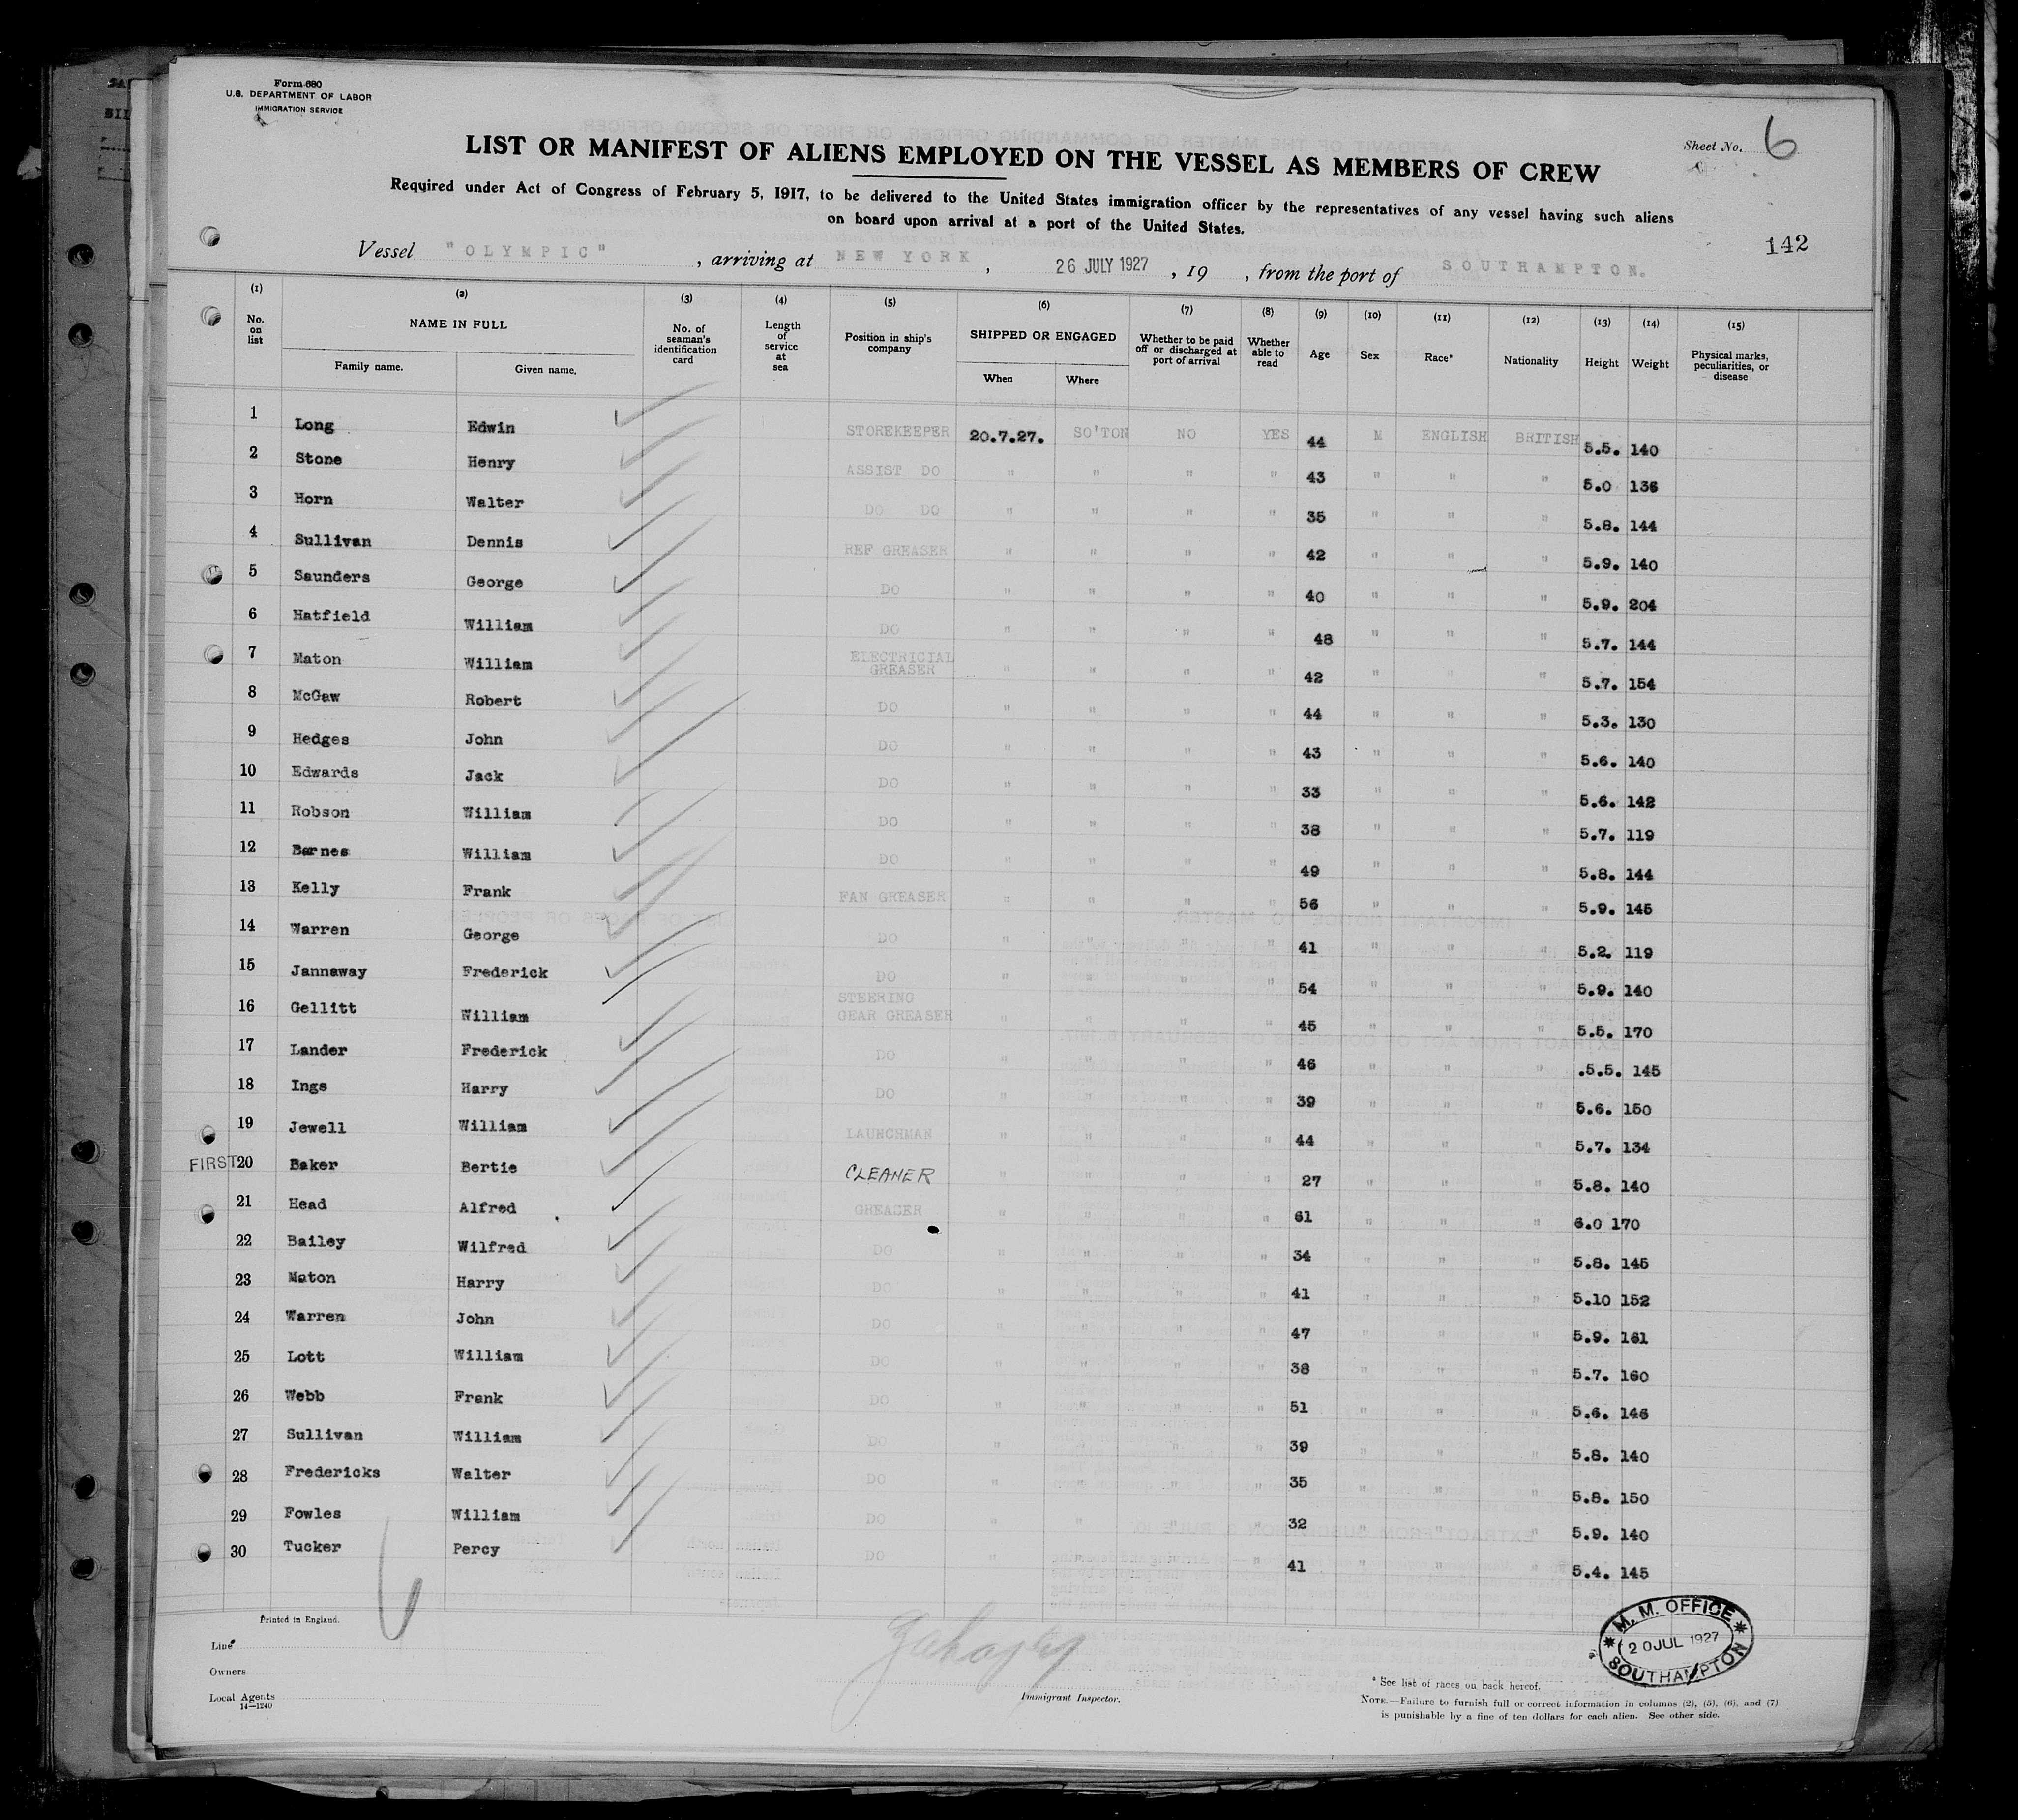 Form 680
U.S. DEPARTMENT OF LABOR
IMMIGRATION SERVICE
Sheet No. 6
LIST OR MANIFEST OF ALIENS EMPLOYED ON THE VESSEL AS MEMBERS OF CREW
Required under Act of Congress of February 5, 1917, to be delivered to the United States immigration officer by the representatives of any vessel having such aliens
on board upon arrival at a port of the United States.
142
Vessel "OLYMPIC" , arriving at NEW YORK , 26 JULY 1927 , 19 , from the port of SOUTHAMPTON.
(1) (2) (3) (4) (5) (6) (7) (8) (9) (10) (11) (12) (13) (14) (15)
No. on list NAME IN FULL Family name. Given name. No. of seaman's identification card Length of service at sea Position in ship's company SHIPPED OR ENGAGED When Where Whether to be paid off or discharged at port of arrival Whether able to read Age Sex Race* Nationality Height Weight Physical marks, peculiarities, or disease
1 Long Edwin STOREKEEPER 20.7.27. SO'TON NO YES 44 M ENGLISH BRITISH 5.5. 140
2 Stone Henry ASSIST DO " " " " 43 " " " 5.0 136
3 Horn Walter DO DO " " " " 35 " " " 5.8. 144
4 Sullivan Dennis REF GREASER " " " " 42 " " " 5.9. 140
5 Saunders George DO " " " " 40 " " " 5.9. 204
6 Hatfield William DO " " " " 48 " " " 5.7. 144
7 Maton William ELECTRICIAL GREASER " " " " 42 " " " 5.7. 154
8 McGaw Robert DO " " " " 44 " " " 5.3. 130
9 Hedges John DO " " " " 43 " " " 5.6. 140
10 Edwards Jack DO " " " " 33 " " " 5.6. 142
11 Robson William DO " " " " 38 " " " 5.7. 119
12 Barnes William DO " " " " 49 " " " 5.8. 144
13 Kelly Frank FAN GREASER " " " " 56 " " " 5.9. 145
14 Warren George DO " " " " 41 " " " 5.2. 119
15 Jannaway Frederick DO " " " " 54 " " " 5.9. 140
16 Gellitt William STEERING GEAR GREASER " " " " 45 " " " 5.5. 170
17 Lander Frederick DO " " " " 46 " " " .5.5. 145
18 Ings Harry DO " " " " 39 " " " 5.6. 150
19 Jewell William LAUNCHMAN " " " " 44 " " " 5.7. 134
FIRST 20 Baker Bertie CLEANER " " " " 27 " " " 5.8. 140
21 Head Alfred GREASER " " " " 61 " " " 6.0 170
22 Bailey Wilfred DO " " " " 34 " " " 5.8. 145
23 Maton Harry DO " " " " 41 " " " 5.10 152
24 Warren John DO " " " " 47 " " " 5.9. 161
25 Lott William DO " " " " 38 " " " 5.7. 160
26 Webb Frank DO " " " " 51 " " " 5.6. 146
27 Sullivan William DO " " " " 39 " " " 5.8. 140
28 Fredericks Walter DO " " " " 35 " " " 5.8. 150
29 Fowles William DO " " " " 32 " " " 5.9. 140
30 Tucker Percy DO " " " " 41 " " " 5.4. 145
Printed in England.
Line
Owners
Local Agents
14—1240
Immigrant Inspector.
M. M. OFFICE
20 JUL 1927
SOUTHAMPTON
* See list of races on back hereof.
NOTE.—Failure to furnish full or correct information in columns (2), (5), (6), and (7)
is punishable by a fine of ten dollars for each alien. See other side.